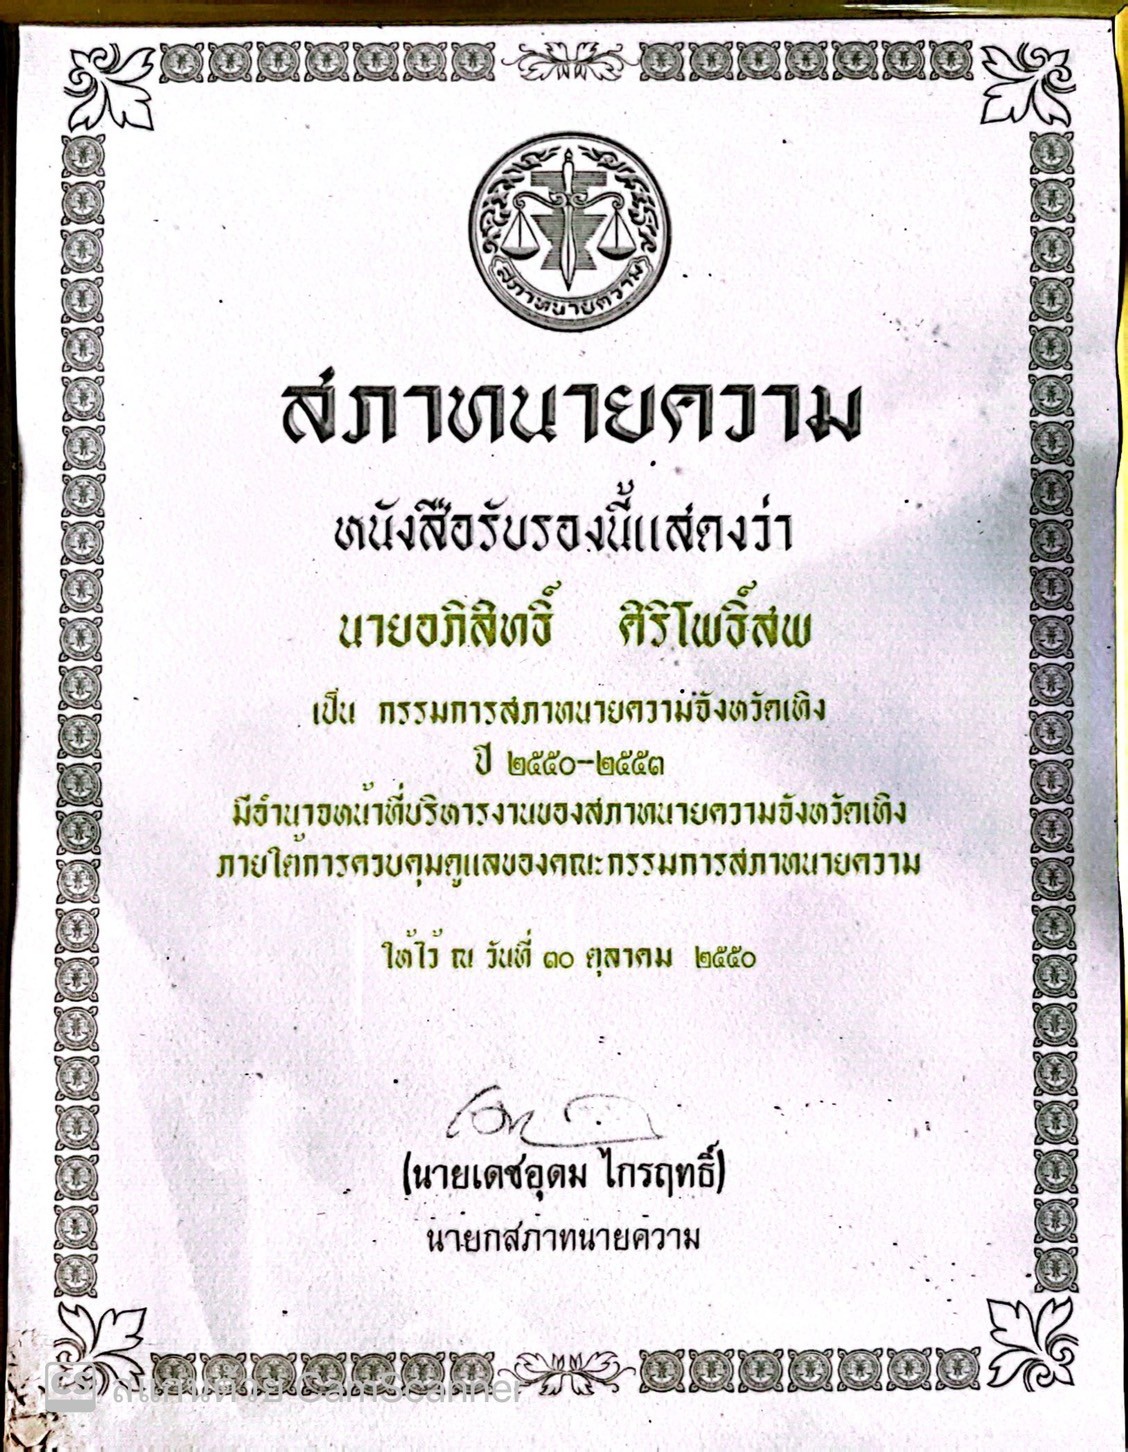 สภาทนายความ
สภาทนายความ
หนังสือรับรองนี้แสดงว่า
นายอภิสิทธิ์ ศิริโพธิ์สพ
เป็น กรรมการสภาทนายความจังหวัดเทิง
ปี ๒๕๕๐-๒๕๕๓
มีอำนาจหน้าที่บริหารงานของสภาทนายความจังหวัดเทิง
ภายใต้การควบคุมดูแลของคณะกรรมการสภาทนายความ
ให้ไว้ ณ วันที่ ๓๐ ตุลาคม ๒๕๕๐
(นายเดชอุดม ไกรฤทธิ์)
นายกสภาทนายความ
CS สแกนด้วย CamScanner